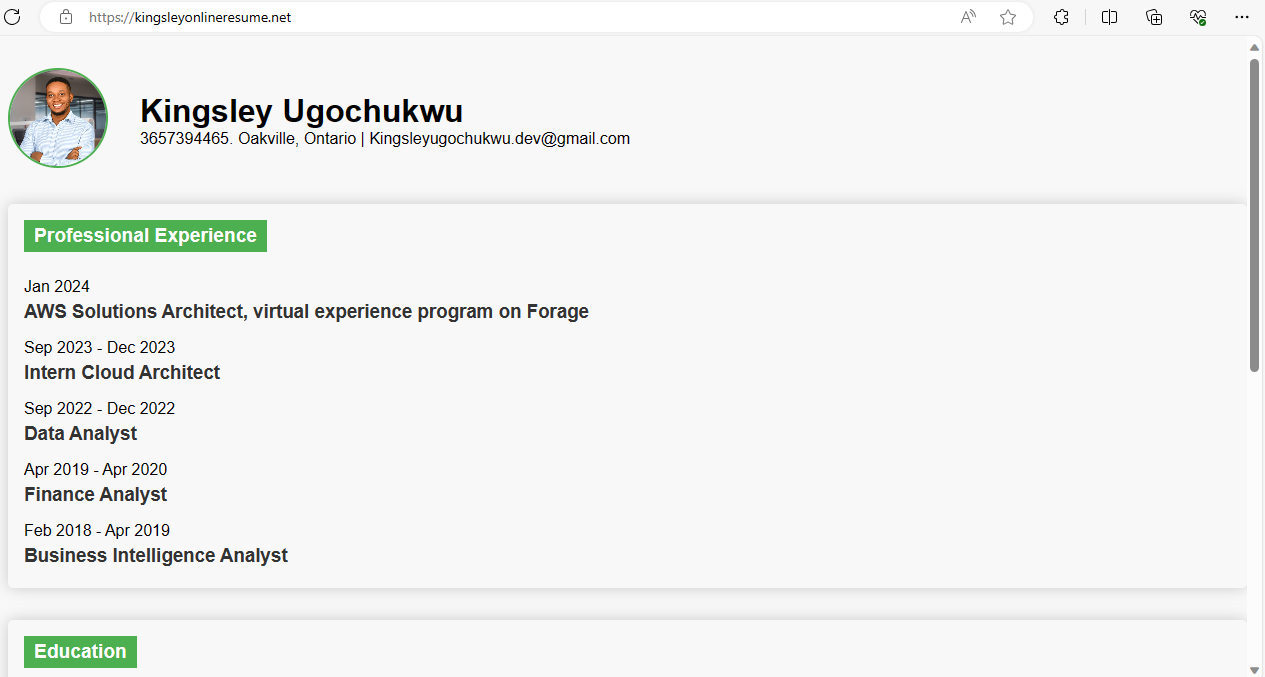 https://kingsleyonlineresume.net
Kingsley Ugochukwu
3657394465. Oakville, Ontario | Kingsleyugochukwu.dev@gmail.com
Professional Experience
Jan 2024
AWS Solutions Architect, virtual experience program on Forage
Sep 2023 - Dec 2023
Intern Cloud Architect
Sep 2022 - Dec 2022
Data Analyst
Apr 2019 - Apr 2020
Finance Analyst
Feb 2018 - Apr 2019
Business Intelligence Analyst
Education